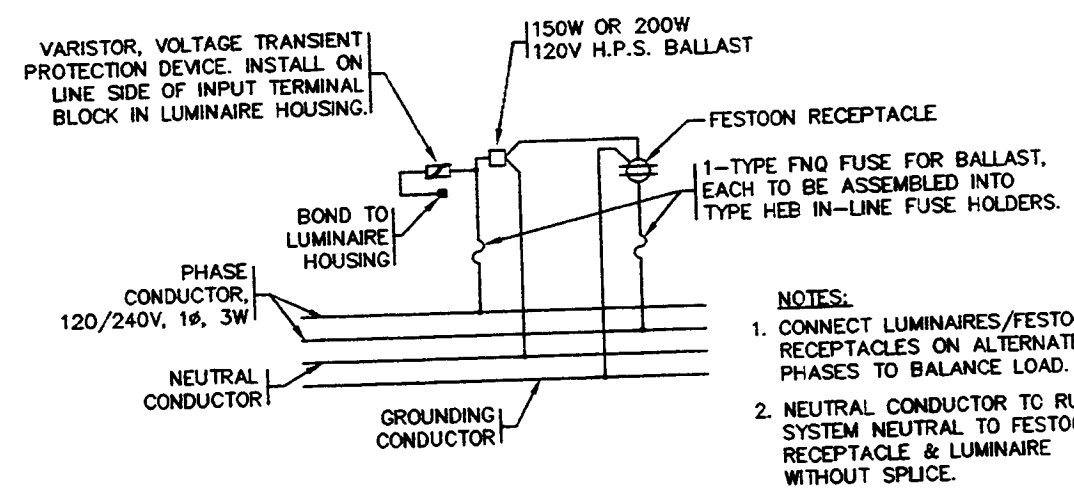 VARISTOR, VOLTAGE TRANSIENT
PROTECTION DEVICE. INSTALL ON
LINE SIDE OF INPUT TERMINAL
BLOCK IN LUMINAIRE HOUSING.
150W OR 200W
120V H.P.S. BALLAST
FESTOON RECEPTACLE
1-TYPE FNQ FUSE FOR BALLAST,
EACH TO BE ASSEMBLED INTO
TYPE HEB IN-LINE FUSE HOLDERS.
BOND TO
LUMINAIRE
HOUSING
PHASE
CONDUCTOR,
120/240V, 1ø, 3W
NEUTRAL
CONDUCTOR
GROUNDING
CONDUCTOR
NOTES:
1. CONNECT LUMINAIRES/FESTO
RECEPTACLES ON ALTERNAT
PHASES TO BALANCE LOAD.
2. NEUTRAL CONDUCTOR TO RU
SYSTEM NEUTRAL TO FESTO
RECEPTACLE & LUMINAIRE
WITHOUT SPLICE.